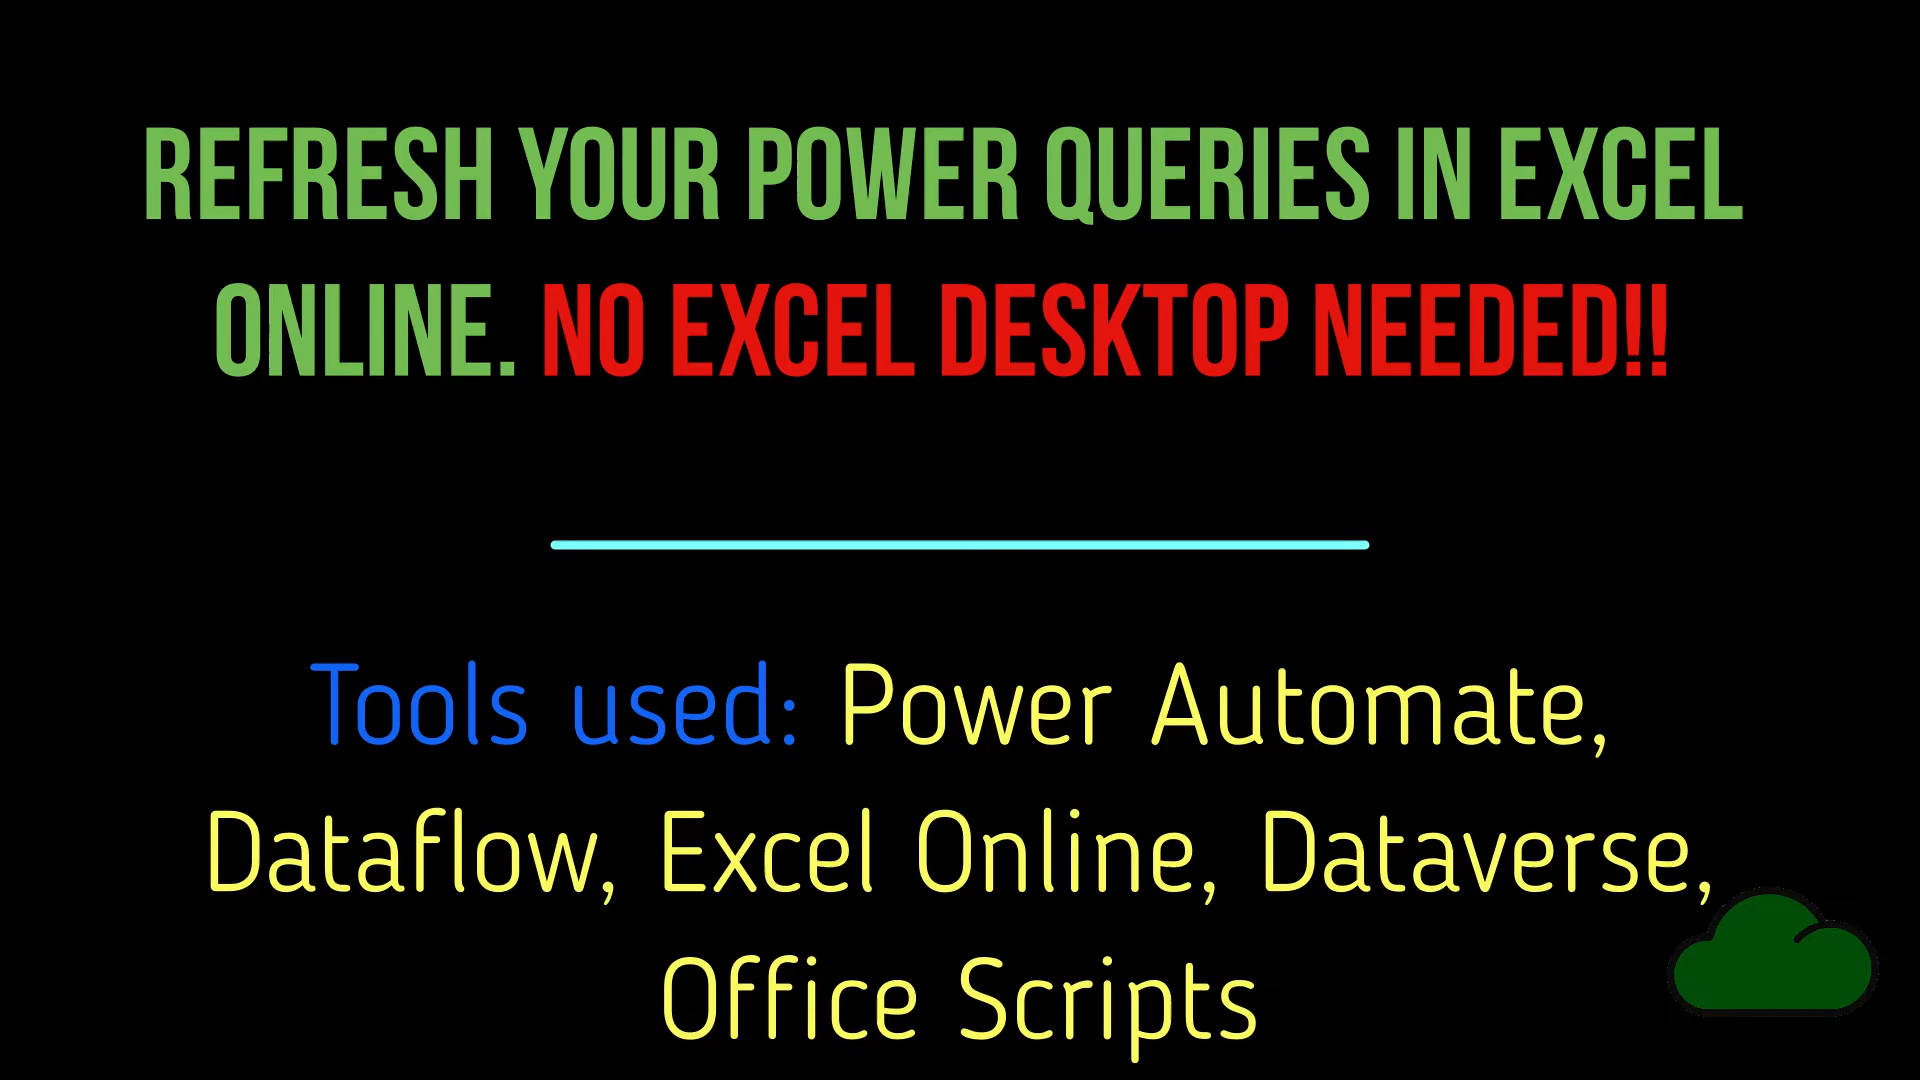 REFRESH YOUR POWER QUERIES IN EXCEL
ONLINE. NO EXCEL DESKTOP NEEDED!!
Tools used: Power Automate,
Dataflow, Excel Online, Dataverse,
Office Scripts